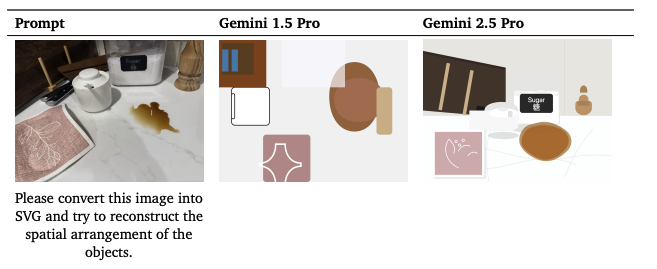 Prompt
Gemini 1.5 Pro
Gemini 2.5 Pro
Sugar
糖
Please convert this image into
SVG and try to reconstruct the
spatial arrangement of the
objects.